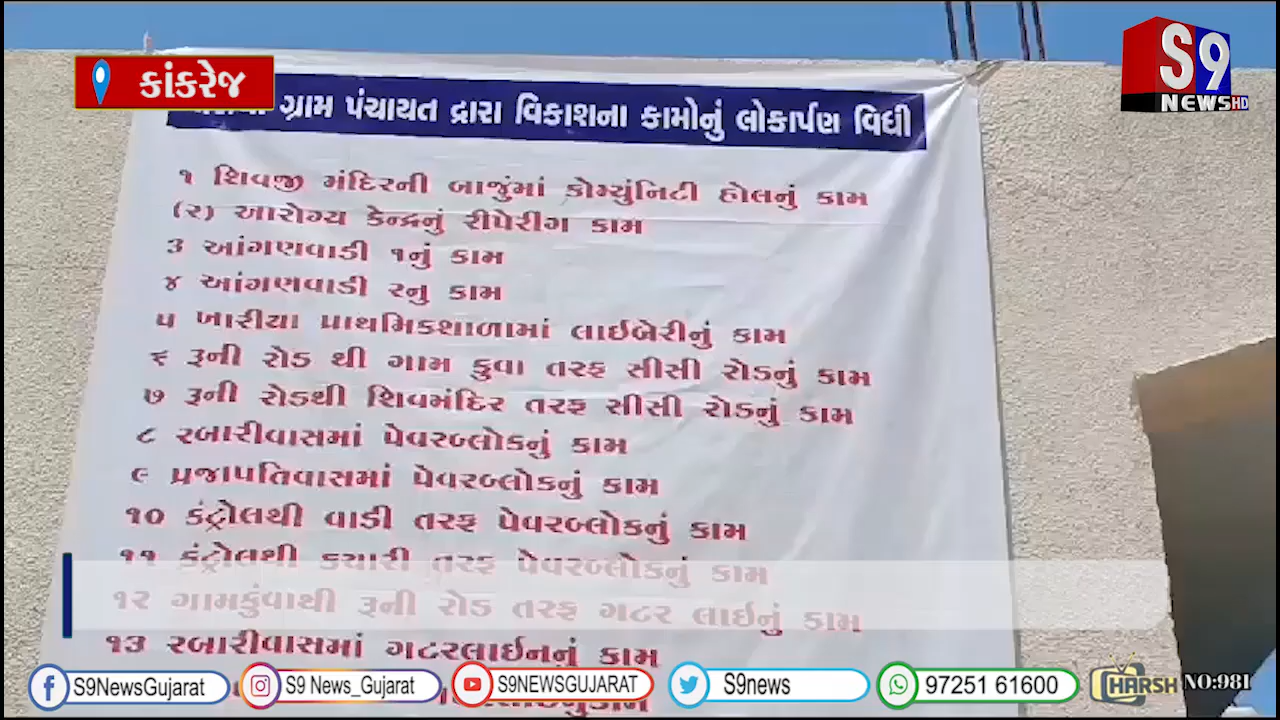 કાંકરેજ
S9
NEWS HD
ગ્રામ પંચાયત દ્વારા વિકાશના કામોનું લોકાર્પણ વિધી
૧ શિવજી મંદિરની બાજુંમાં કોમ્યુંનિટી હોલનું કામ
(૨) આરોગ્ય કેન્દ્રનું રીપેરીંગ કામ
૩ આંગણવાડી ૧નું કામ
૪ આંગણવાડી ૨નુ કામ
૫ ખારીયા પ્રાથમિકશાળામાં લાઈબ્રેરીનું કામ
૬ રૂની રોડ થી ગામ કુવા તરફ સીસી રોડનું કામ
૭ રૂની રોડથી શિવમંદિર તરફ સીસી રોડનું કામ
૮ રબારીવાસમાં પેવરબ્લોકનું કામ
૯ પ્રજાપતિવાસમાં પેવરબ્લોકનું કામ
૧૦ કંટ્રોલથી વાડી તરફ પેવરબ્લોકનું કામ
૧૧ કંટ્રોલથી કયારી તરફ પેવરબ્લોકનું કામ
૧૨ ગામકુંવાથી રૂની રોડ તરફ ગટર લાઇનું કામ
૧૩ રબારીવાસમાં ગટરલાઈનનું કામ
S9NewsGujarat
S9 News_Gujarat
S9NEWSGUJARAT
S9news
97251 61600
HARSH NO:981